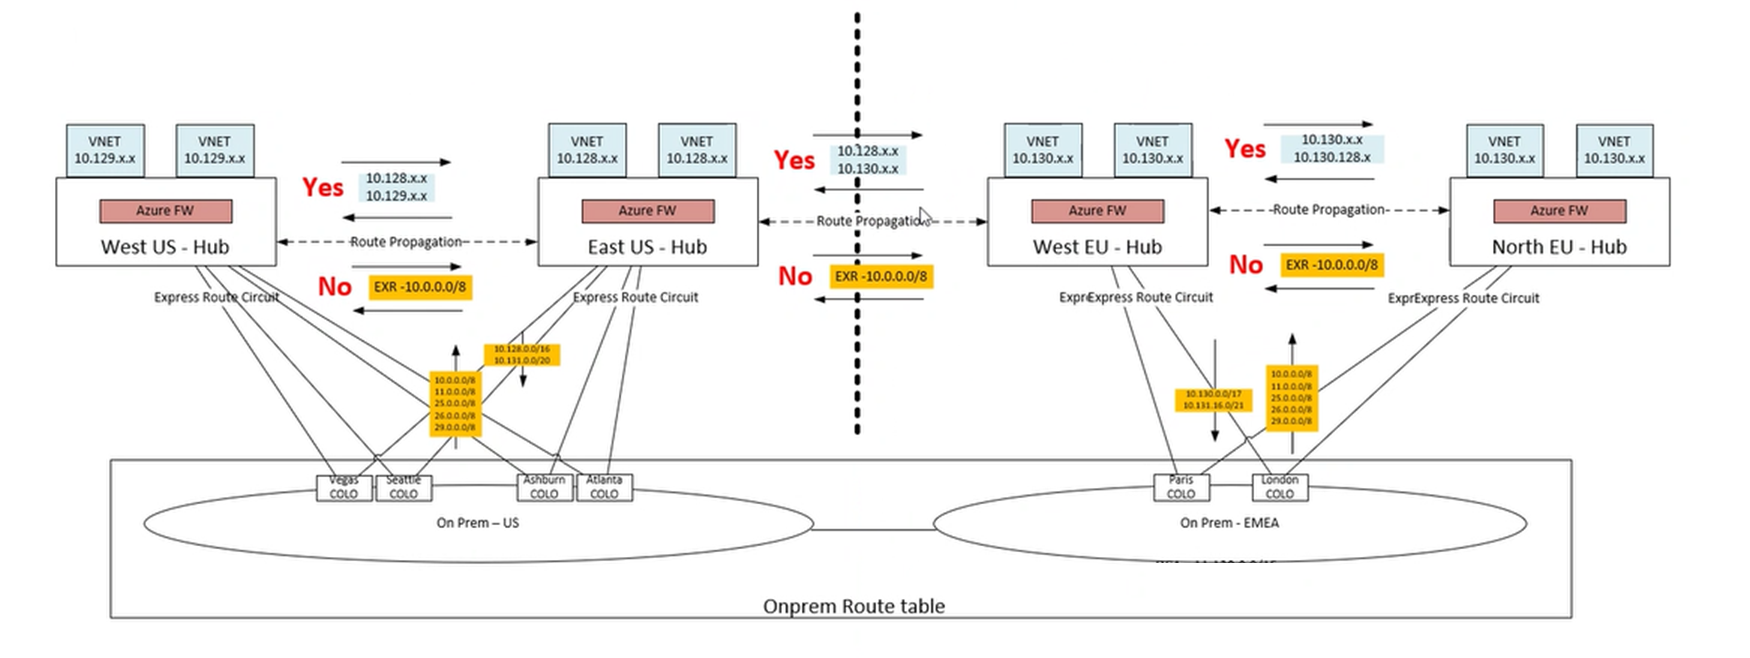 VNET
10.129.x.x
VNET
10.129.x.x
Azure FW
West US - Hub
Yes
10.128.x.x
10.129.x.x
Route Propagation
No
EXR -10.0.0.0/8
VNET
10.128.x.x
VNET
10.128.x.x
Azure FW
East US - Hub
Yes
10.128.x.x
10.130.x.x
Route Propagation
No
EXR -10.0.0.0/8
VNET
10.130.x.x
VNET
10.130.x.x
Azure FW
West EU - Hub
Yes
10.130.x.x
10.130.128.x
Route Propagation
No
EXR -10.0.0.0/8
VNET
10.130.x.x
VNET
10.130.x.x
Azure FW
North EU - Hub
Express Route Circuit
Express Route Circuit
Express Route Circuit
Express Route Circuit
10.128.0.0/16
10.131.0.0/20
10.0.0.0/8
11.0.0.0/8
25.0.0.0/8
26.0.0.0/8
29.0.0.0/8
10.130.0.0/17
10.131.16.0/21
10.0.0.0/8
11.0.0.0/8
25.0.0.0/8
26.0.0.0/8
29.0.0.0/8
Vegas
COLO
Seattle
COLO
Ashburn
COLO
Atlanta
COLO
Paris
COLO
London
COLO
On Prem – US
On Prem - EMEA
Onprem Route table